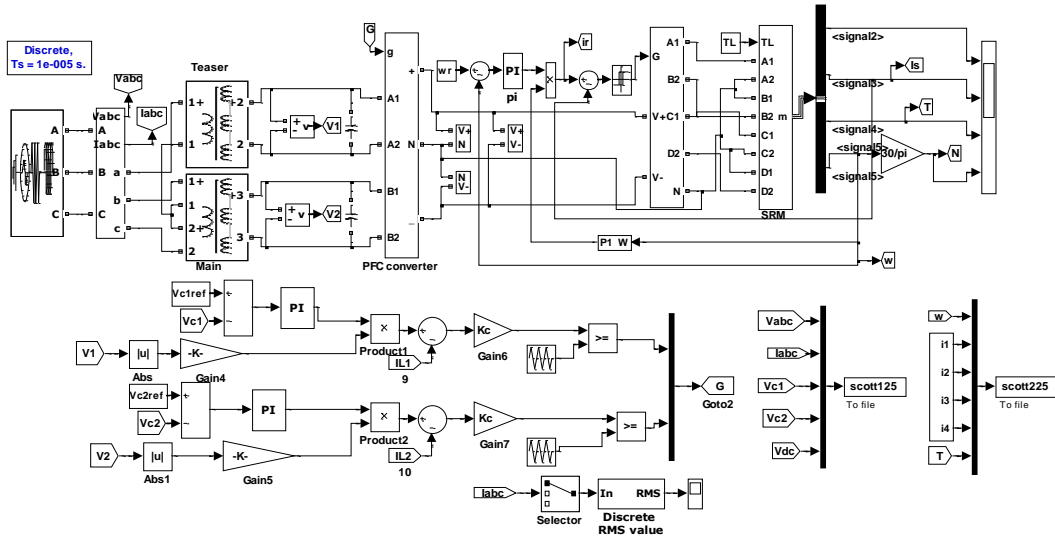 Discrete,
Ts = 1e-005 s.
Vabc
Iabc
A
B
C
A
B
C
Vabc
Iabc
a
b
c
Teaser
1+
1
+2
2
1+
1
2+
2
+3
3
Main
+
-
v
V1
+
-
v
V2
G
g
A1
A2
B1
B2
+
N
-
PFC converter
V+
N
N
V-
V+
V-
wr
PI
pi
×
ir
G
V+
V-
A1
B2
C1
D2
N
TL
TL
A1
A2
B1
B2
C1
C2
D1
D2
m
SRM
<signal2>
<signal3>
<signal4>
<signal5>
<signal5>
Is
T
30/pi
N
P1 W
w
Vc1ref
Vc1
PI
V1
|u|
Abs
-K-
Gain4
×
Product1
IL1
9
Kc
Gain6
>=
Vc2ref
Vc2
PI
V2
|u|
Abs1
-K-
Gain5
×
Product2
IL2
10
Kc
Gain7
>=
G
Goto2
Iabc
Selector
In RMS
Discrete
RMS value
Vabc
Iabc
Vc1
Vc2
Vdc
scott125
To file
w
i1
i2
i3
i4
T
scott225
To file